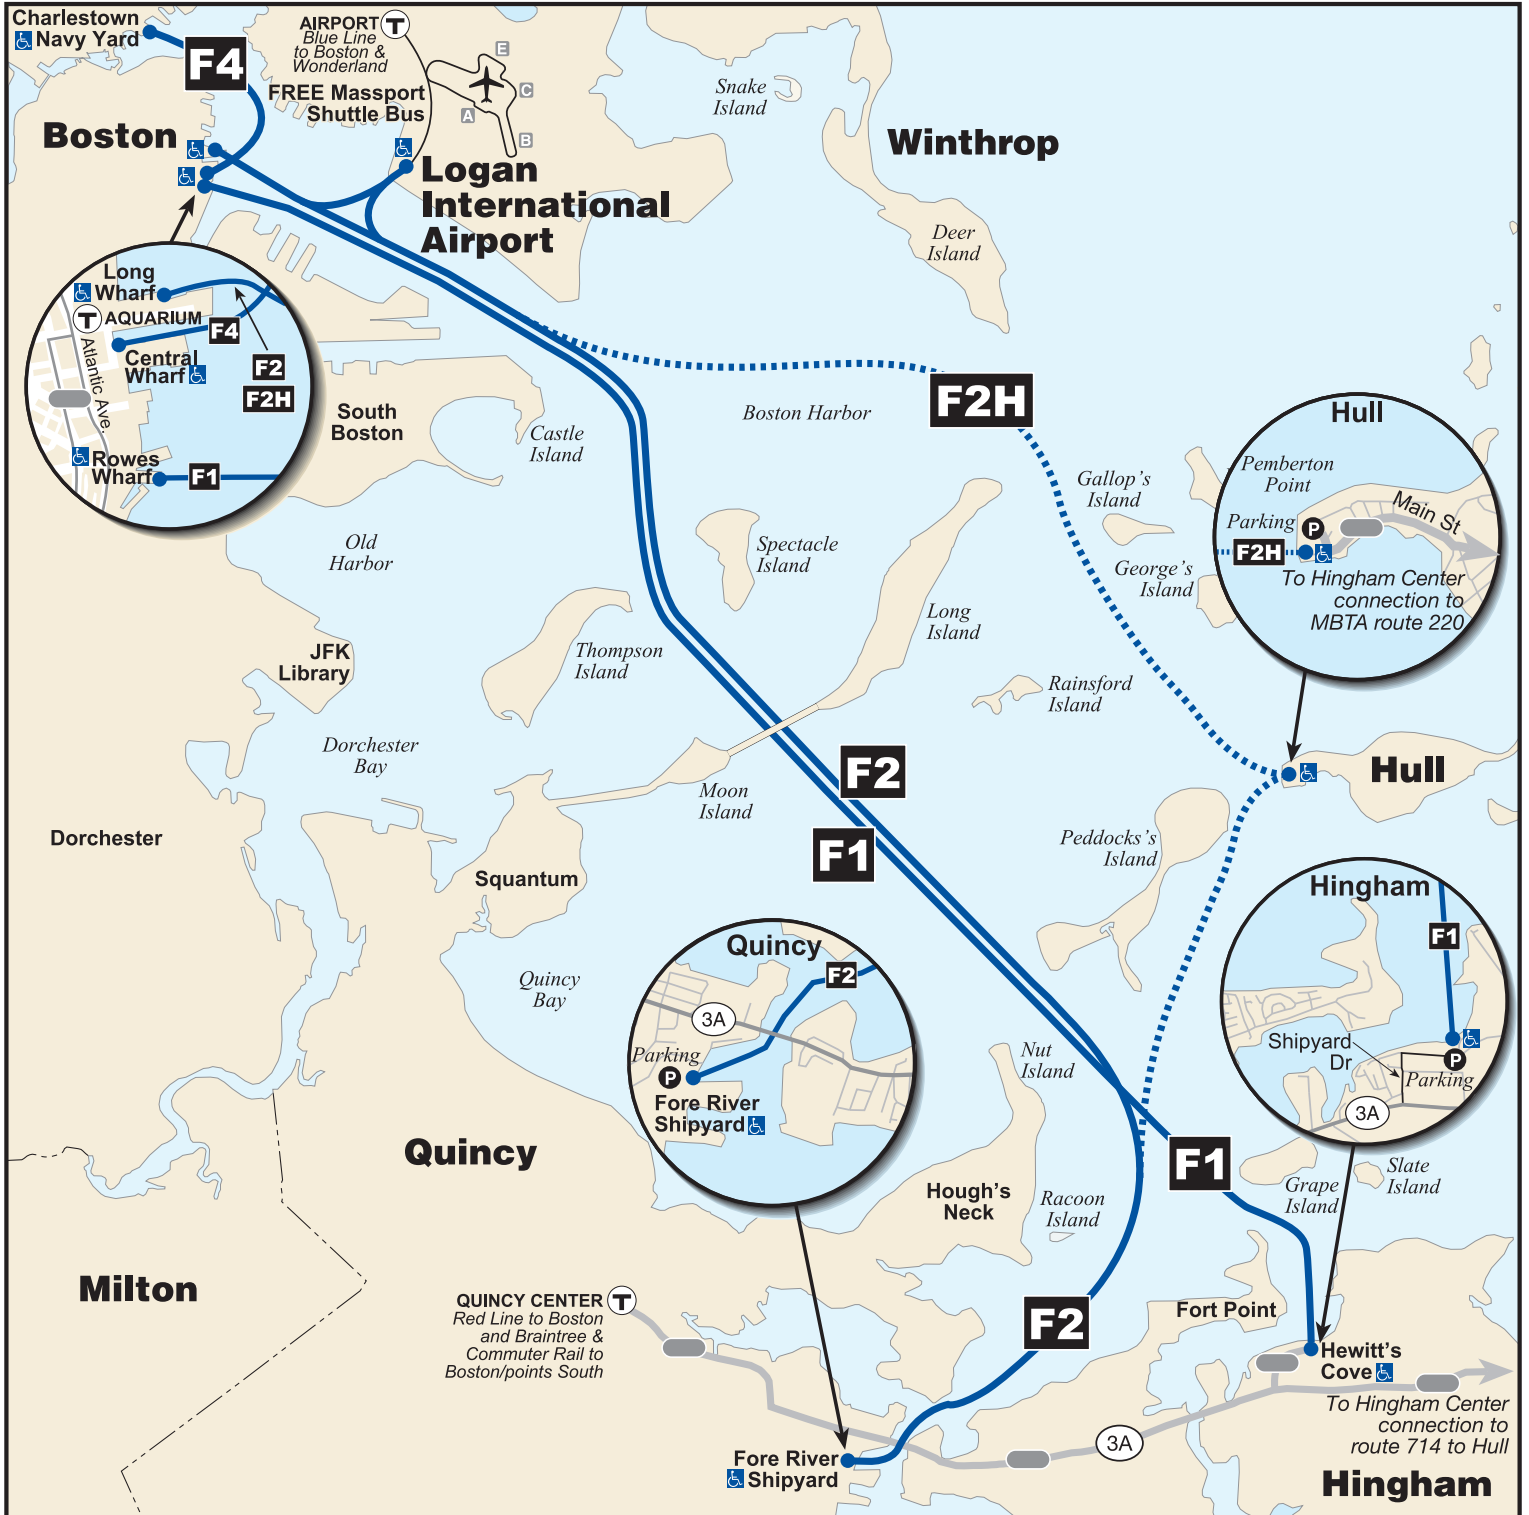 Charlestown
Navy Yard
F4
AIRPORT T
Blue Line
to Boston &
Wonderland
FREE Massport
Shuttle Bus
E
C
A
B
Snake
Island
Boston
Winthrop
Logan
International
Airport
Deer
Island
Long
Wharf
T AQUARIUM
F4
Central
Wharf
Atlantic Ave.
F2
F2H
Rowes
Wharf
F1
South
Boston
Castle
Island
Boston Harbor
F2H
Hull
Pemberton
Point
Main St
Parking
P
F2H
To Hingham Center
connection to
MBTA route 220
Gallop's
Island
George's
Island
Old
Harbor
Spectacle
Island
Long
Island
JFK
Library
Thompson
Island
Rainsford
Island
Dorchester
Bay
Moon
Island
F2
F1
Hull
Dorchester
Squantum
Peddocks's
Island
Hingham
F1
Shipyard
Dr
P
Parking
3A
Quincy
F2
3A
Parking
P
Fore River
Shipyard
Quincy
Bay
Nut
Island
Quincy
F1
Slate
Island
Grape
Island
Hough's
Neck
Racoon
Island
Milton
QUINCY CENTER T
Red Line to Boston
and Braintree &
Commuter Rail to
Boston/points South
F2
Fort Point
Hewitt's
Cove
To Hingham Center
connection to
route 714 to Hull
3A
Fore River
Shipyard
Hingham